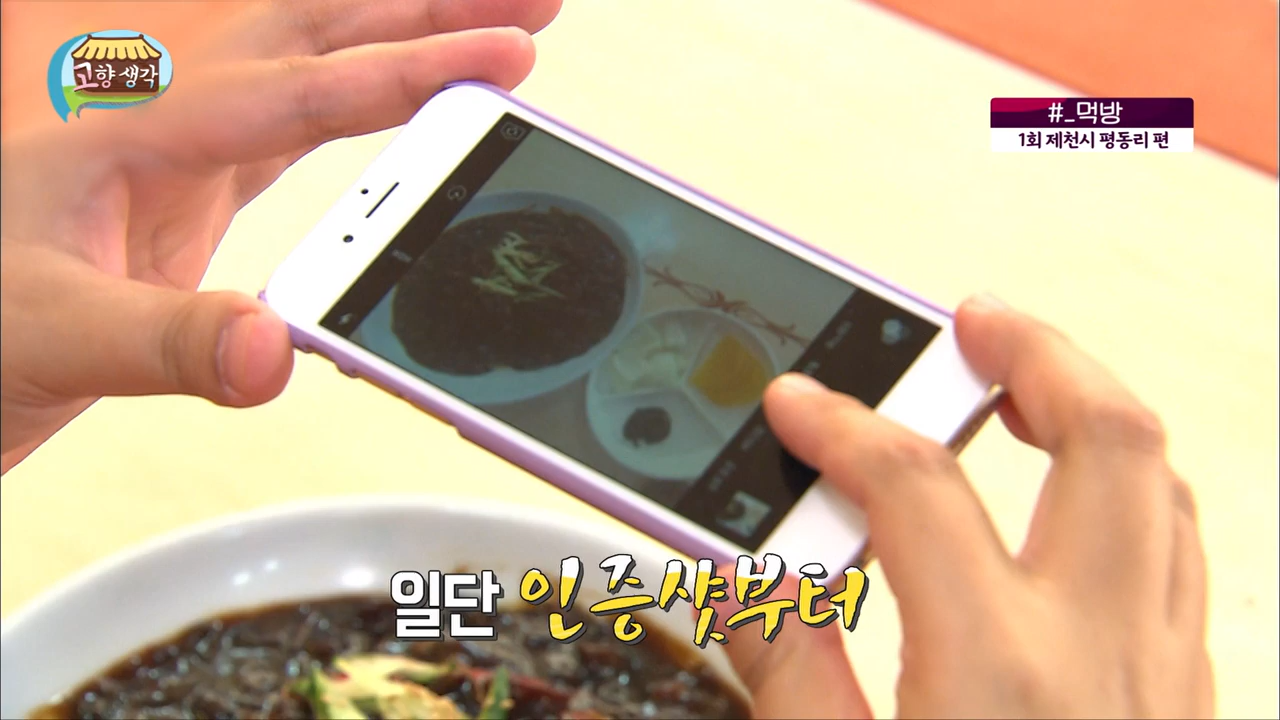 고향 생각
#_먹방
1회 제천시 평동리 편
일단 인증샷부터